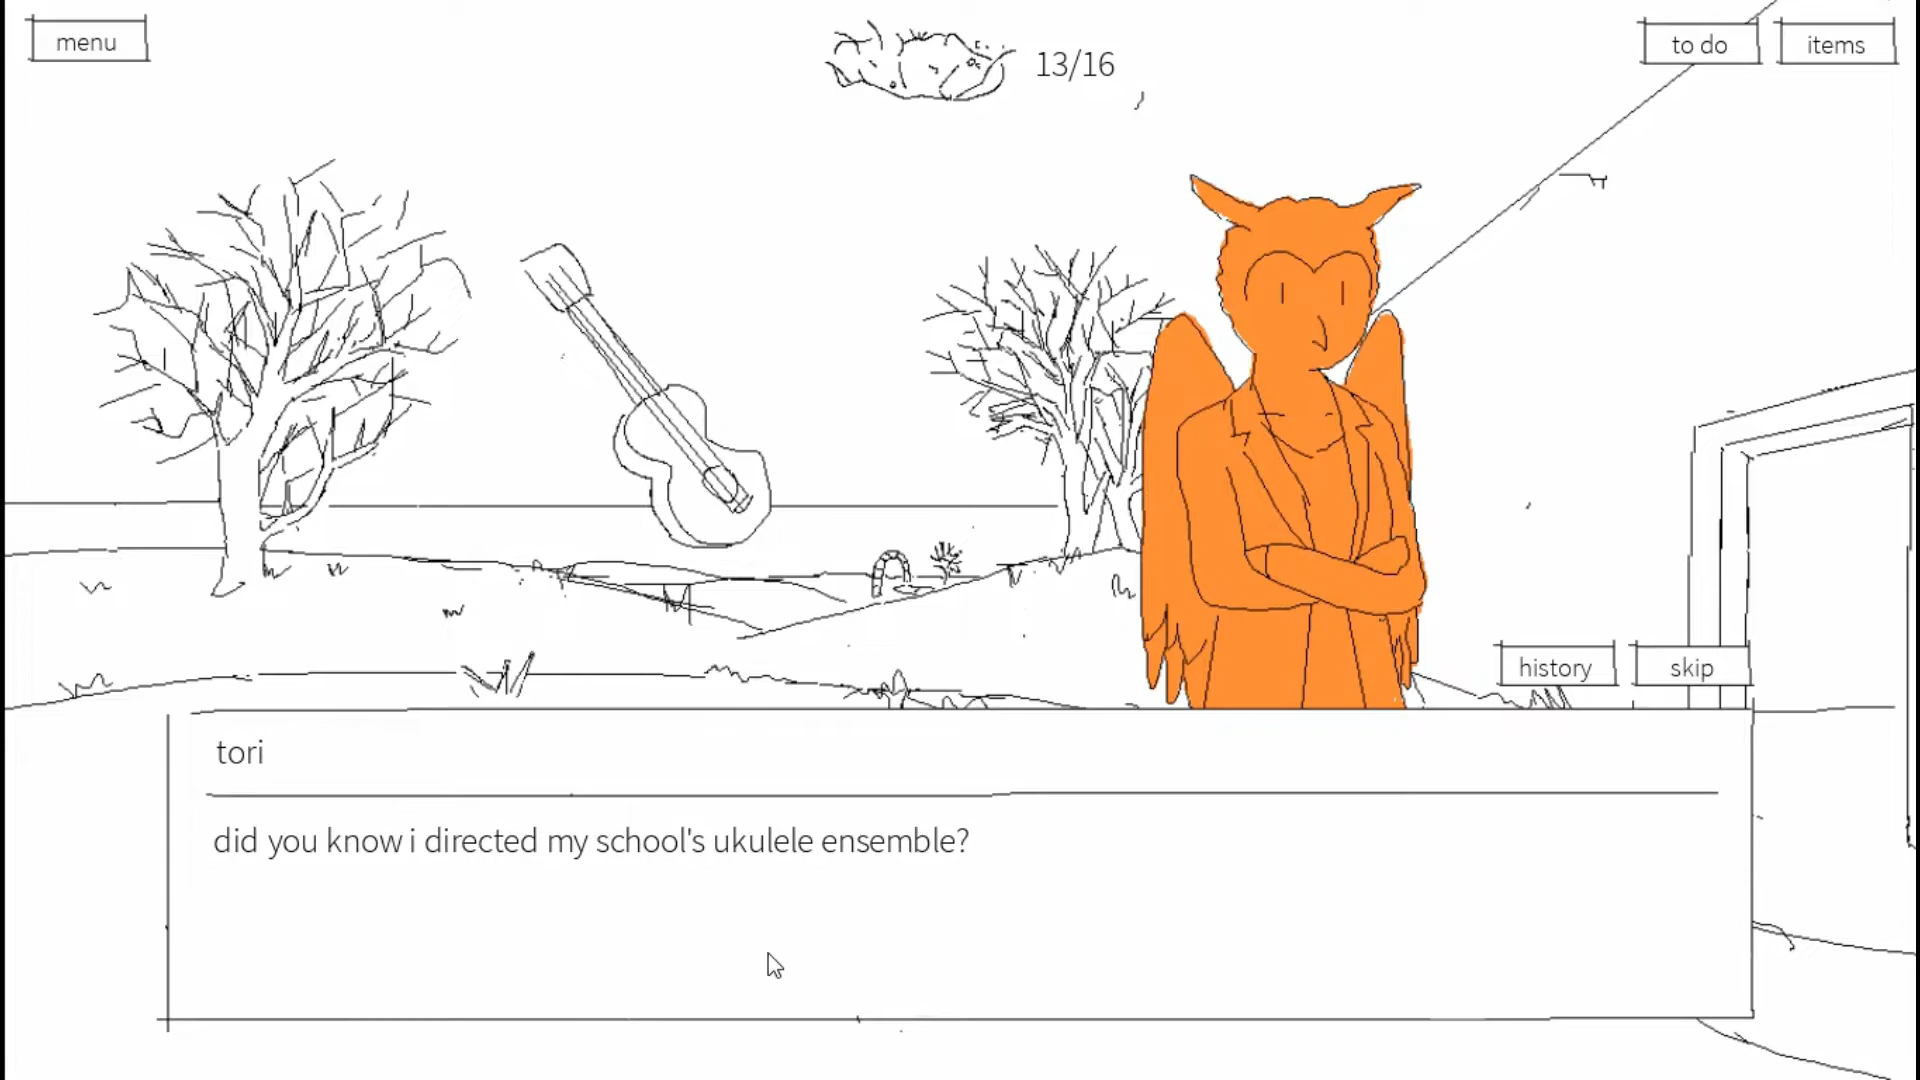 menu
13/16
to do
items
history
skip
tori
did you know i directed my school's ukulele ensemble?